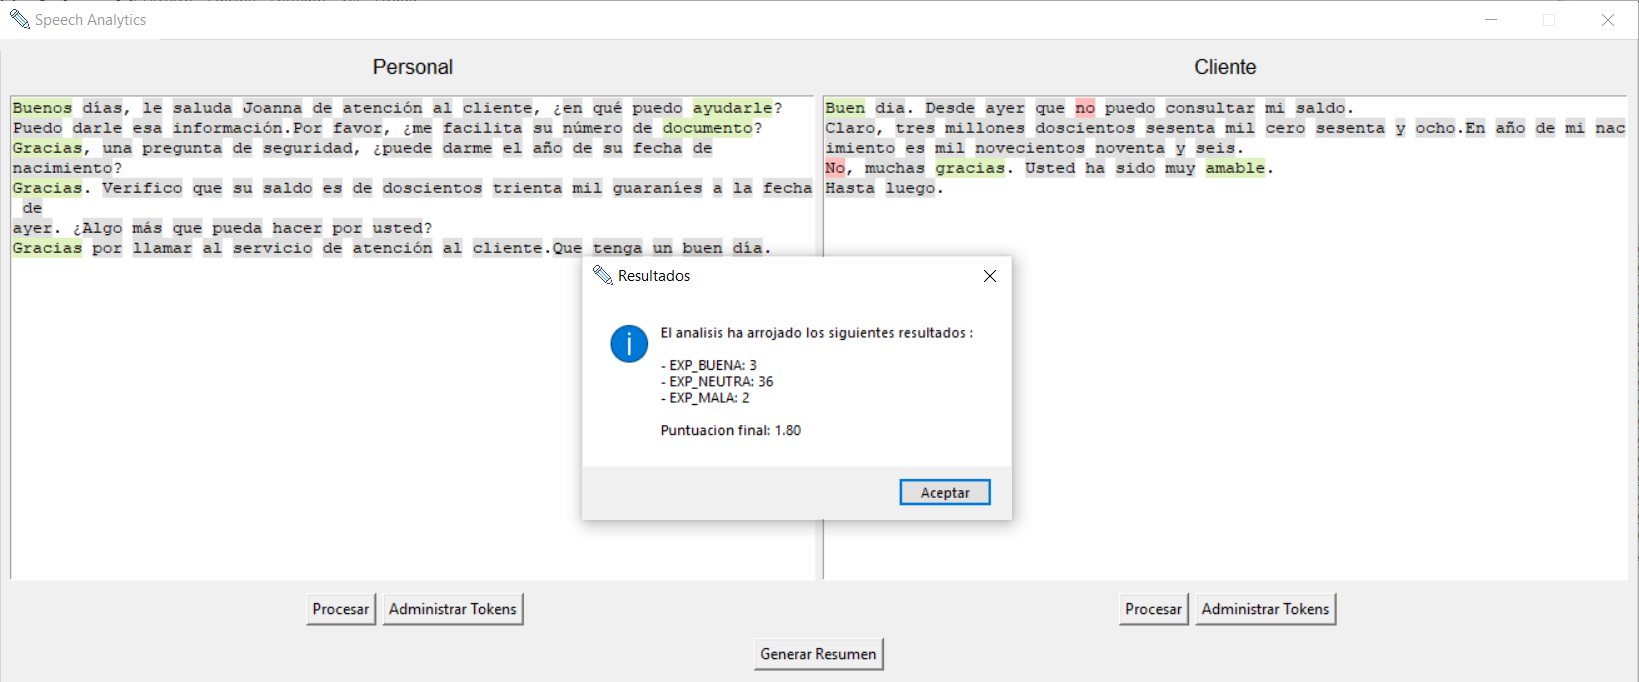 Speech Analytics
Personal
Buenos días, le saluda Joanna de atención al cliente, ¿en qué puedo ayudarle?
Puedo darle esa información.Por favor, ¿me facilita su número de documento?
Gracias, una pregunta de seguridad, ¿puede darme el año de su fecha de
nacimiento?
Gracias. Verifico que su saldo es de doscientos trienta mil guaraníes a la fecha
de
ayer. ¿Algo más que pueda hacer por usted?
Gracias por llamar al servicio de atención al cliente.Que tenga un buen día.
Cliente
Buen dia. Desde ayer que no puedo consultar mi saldo.
Claro, tres millones doscientos sesenta mil cero sesenta y ocho.En año de mi nac
imiento es mil novecientos noventa y seis.
No, muchas gracias. Usted ha sido muy amable.
Hasta luego.
Resultados
El analisis ha arrojado los siguientes resultados :
- EXP_BUENA: 3
- EXP_NEUTRA: 36
- EXP_MALA: 2
Puntuacion final: 1.80
Aceptar
Procesar
Administrar Tokens
Procesar
Administrar Tokens
Generar Resumen